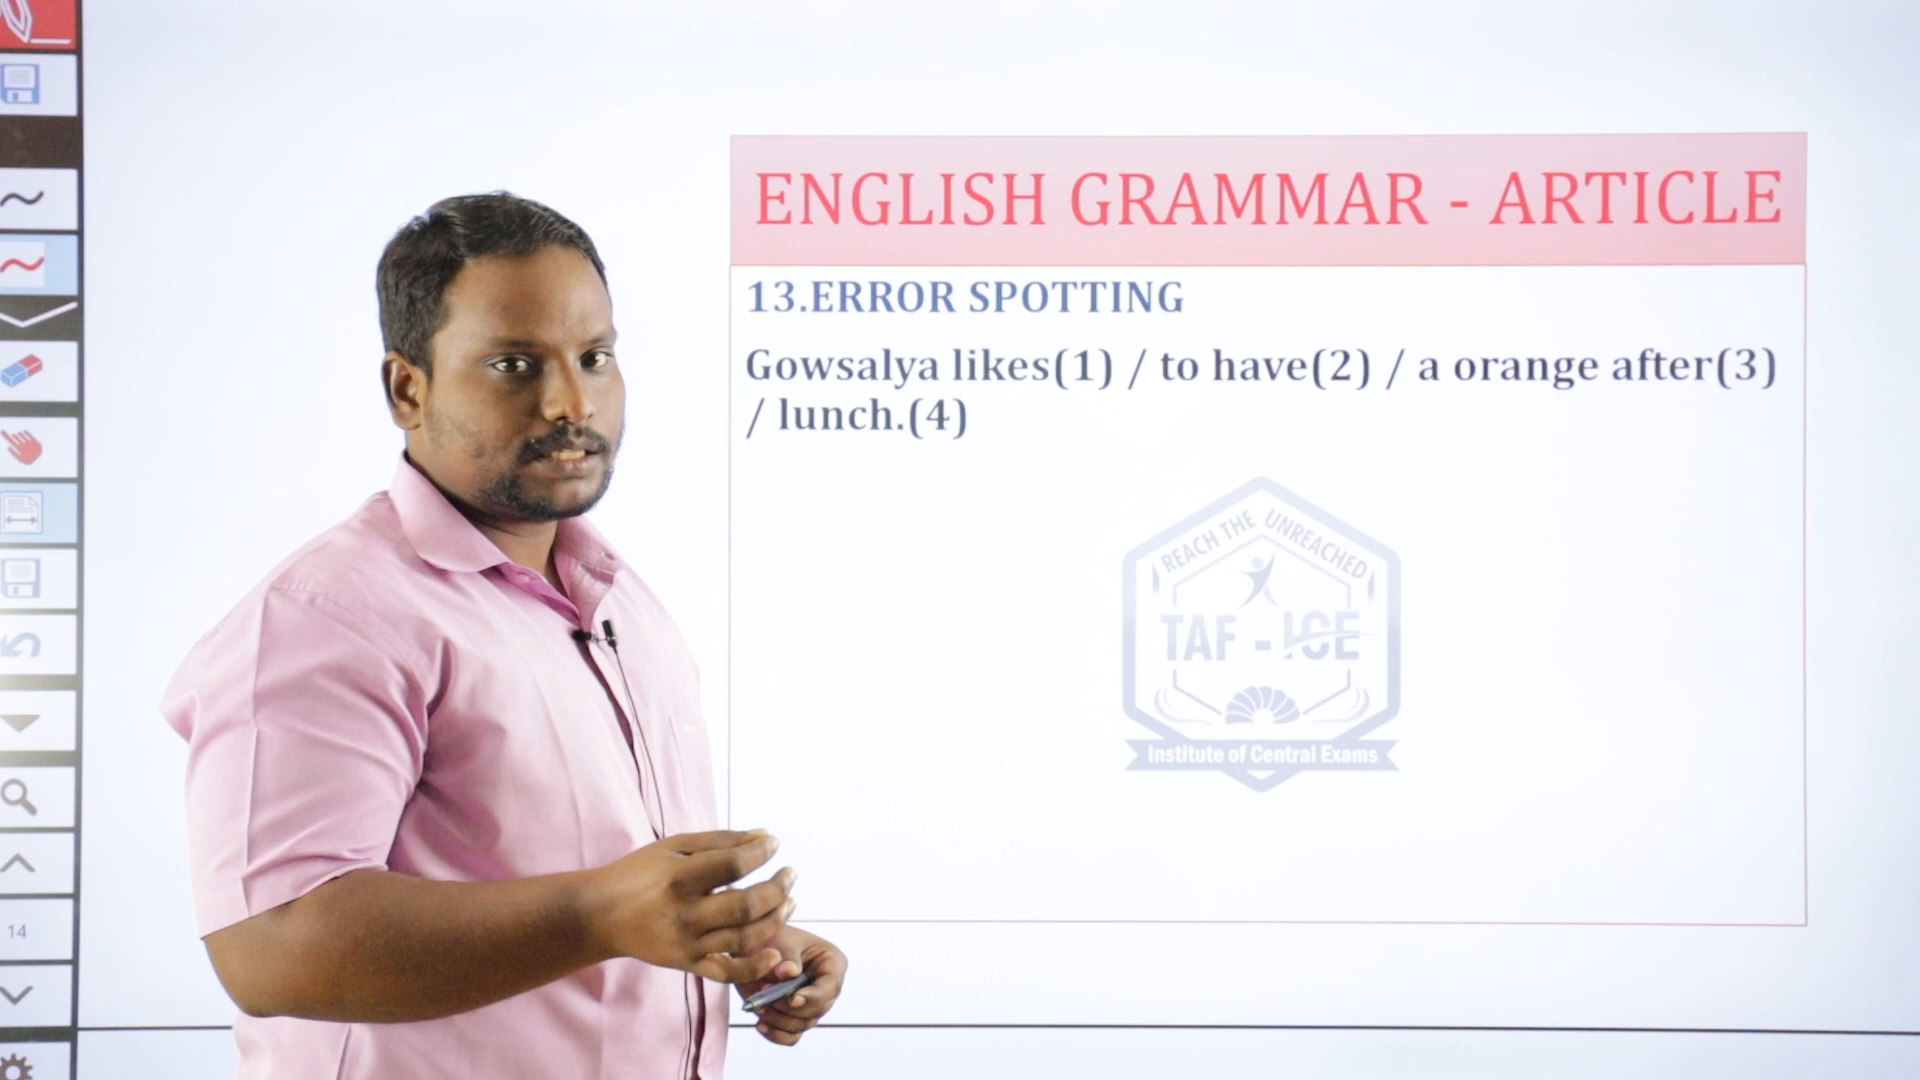 ENGLISH GRAMMAR - ARTICLE
13.ERROR SPOTTING
Gowsalya likes(1) / to have(2) / a orange after(3)
/ lunch.(4)
REACH THE UNREACHED
TAF - ICE
Institute of Central Exams
14